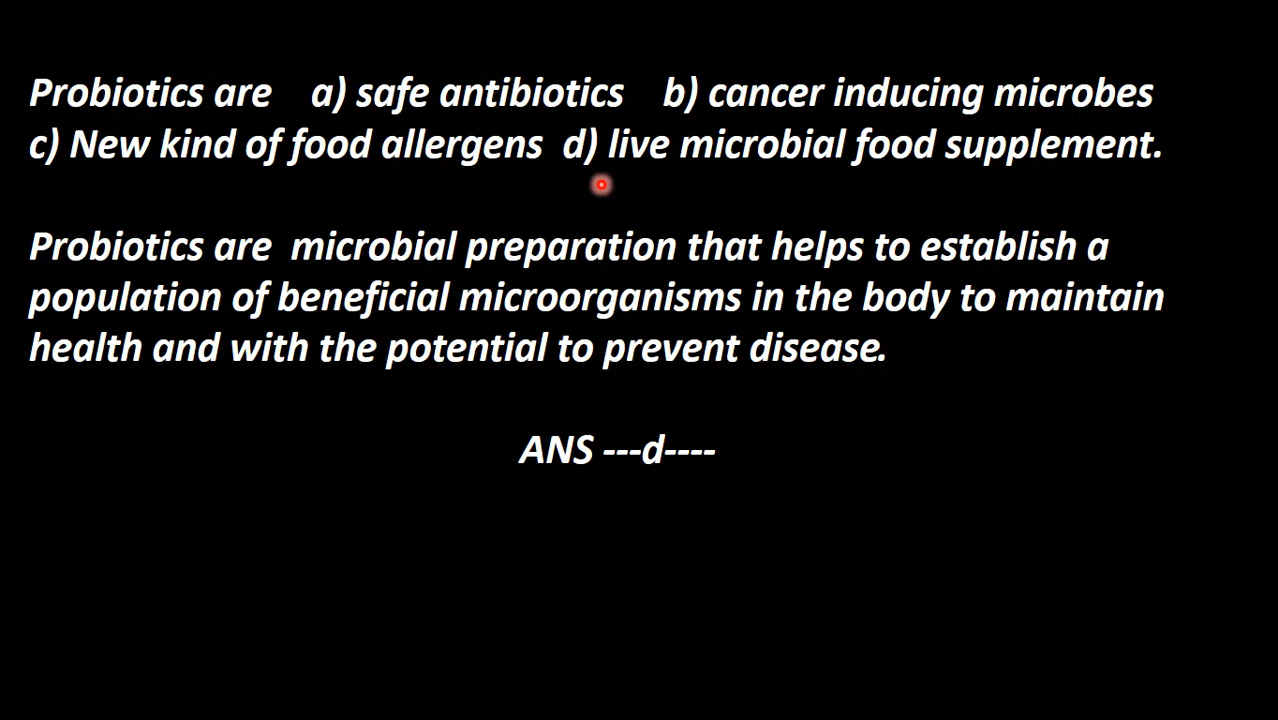 Probiotics are a) safe antibiotics b) cancer inducing microbes
c) New kind of food allergens d) live microbial food supplement.
Probiotics are microbial preparation that helps to establish a
population of beneficial microorganisms in the body to maintain
health and with the potential to prevent disease.
ANS ---d----